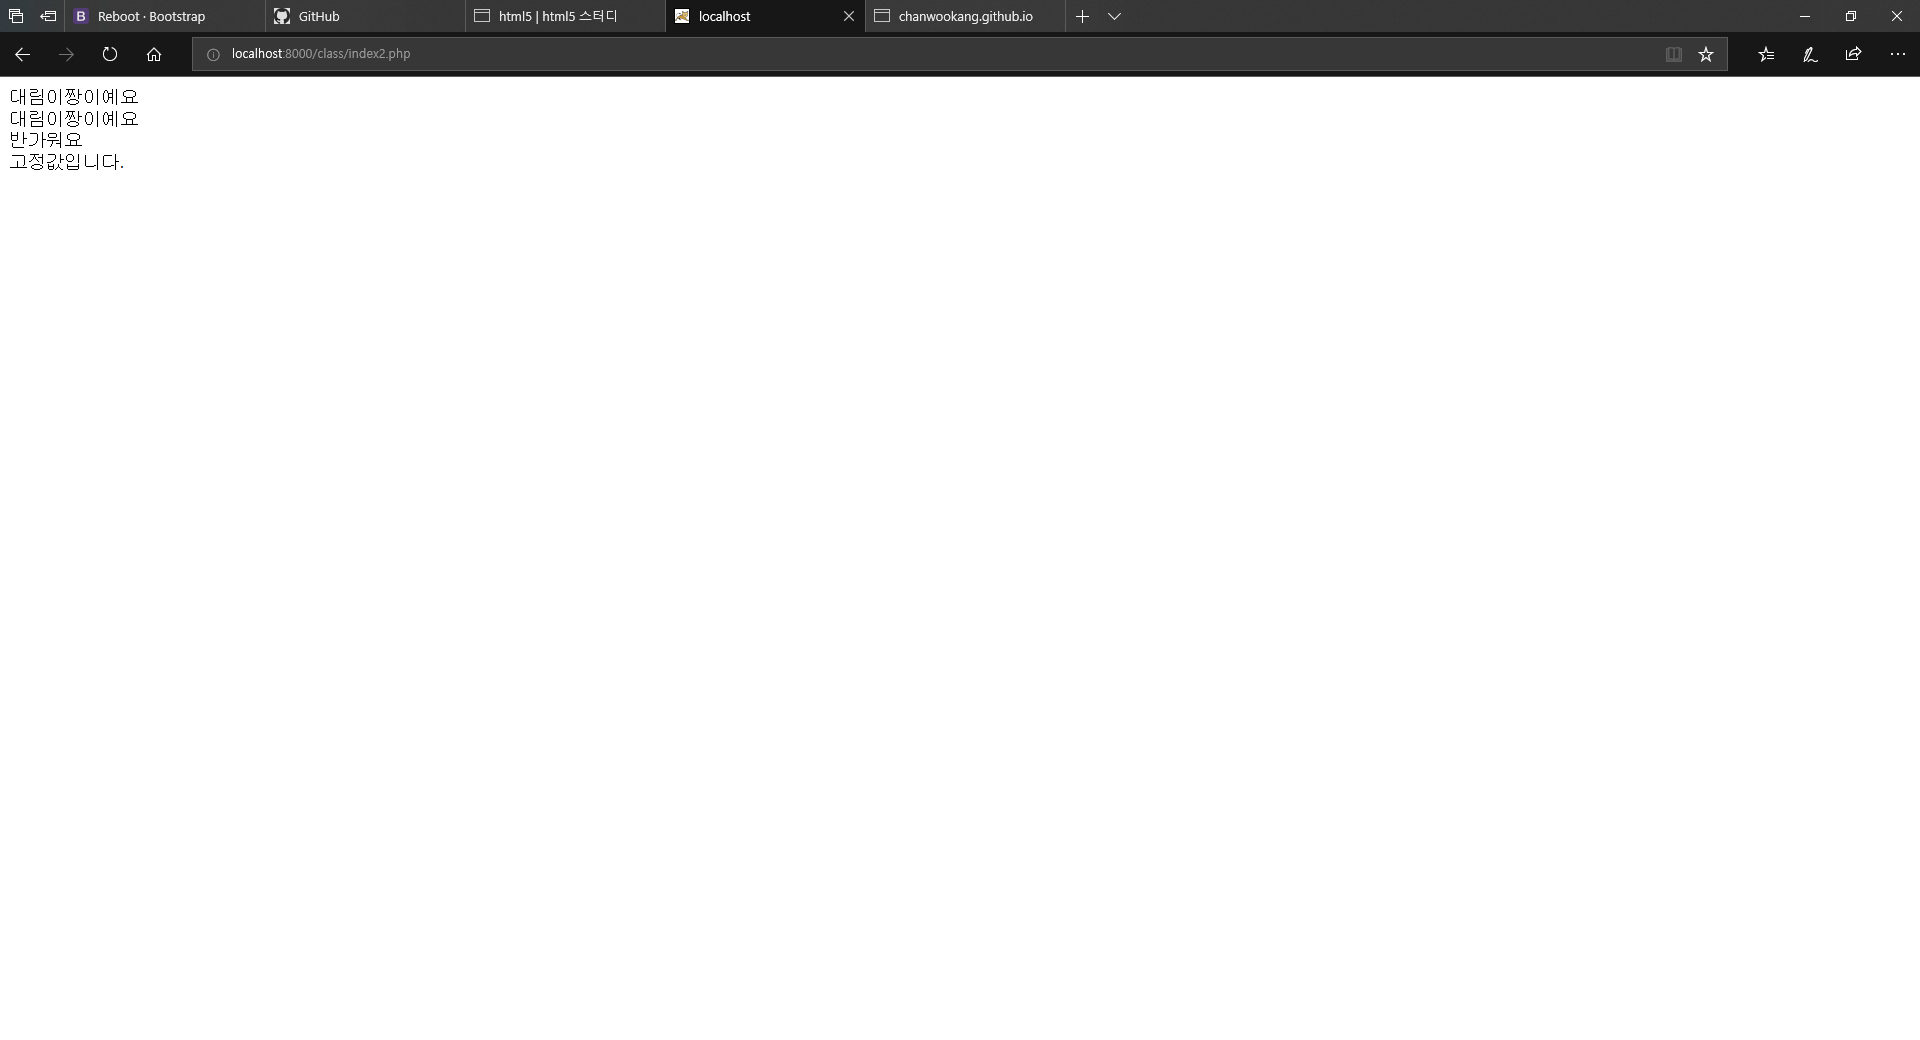 Reboot · Bootstrap
GitHub
html5 | html5 스터디
localhost
chanwookang.github.io
localhost:8000/class/index2.php
대림이짱이예요
대림이짱이예요
반가워요
고정값입니다.